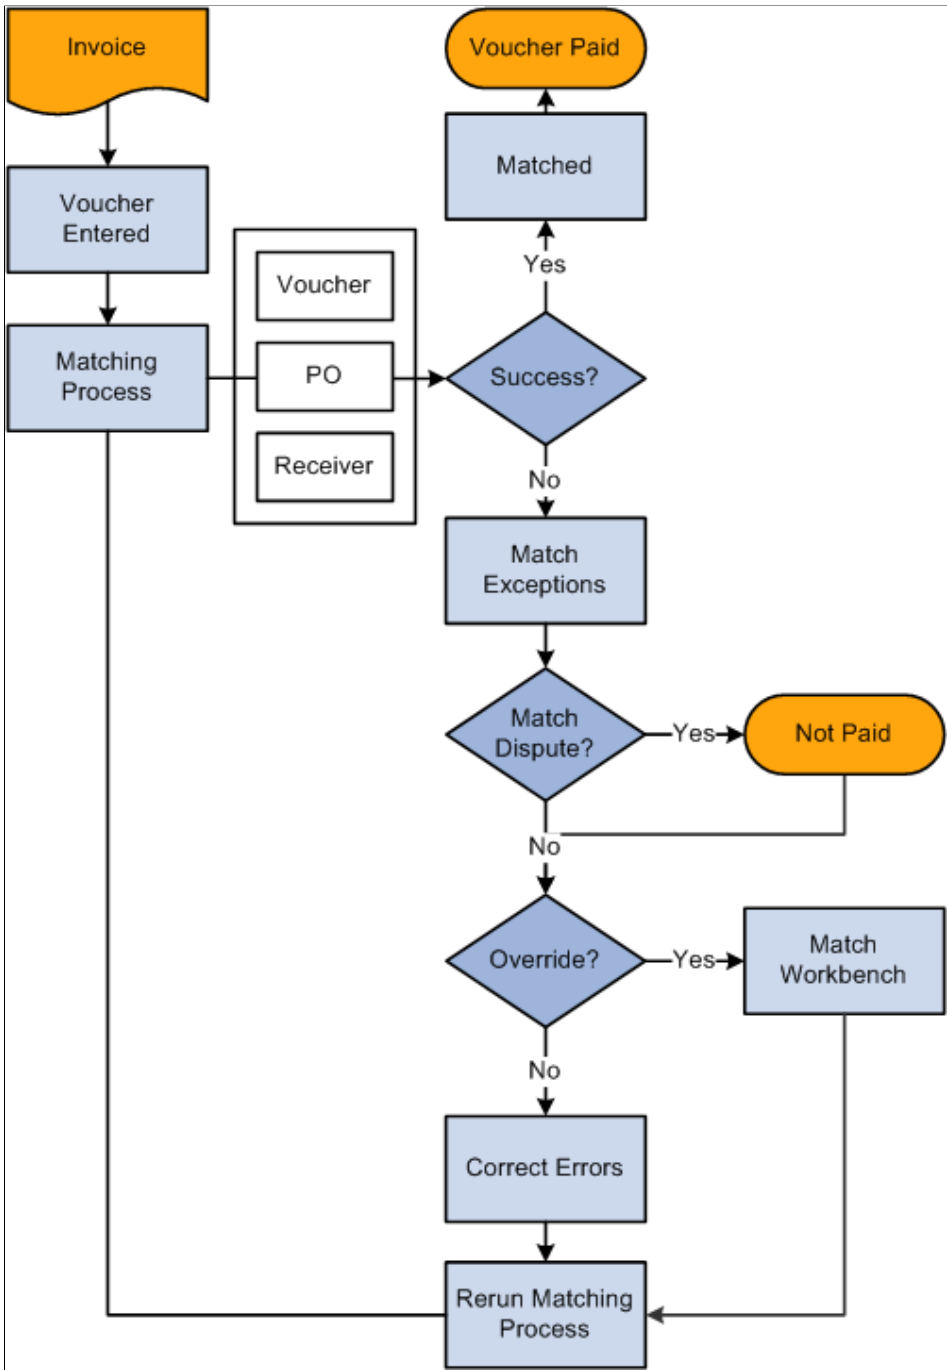 Invoice
Voucher
Entered
Matching
Process
Voucher
PO
Receiver
Voucher Paid
Matched
Yes
Success?
No
Match
Exceptions
Match
Dispute?
Yes
Not Paid
No
Override?
Yes
Match
Workbench
No
Correct Errors
Rerun Matching
Process